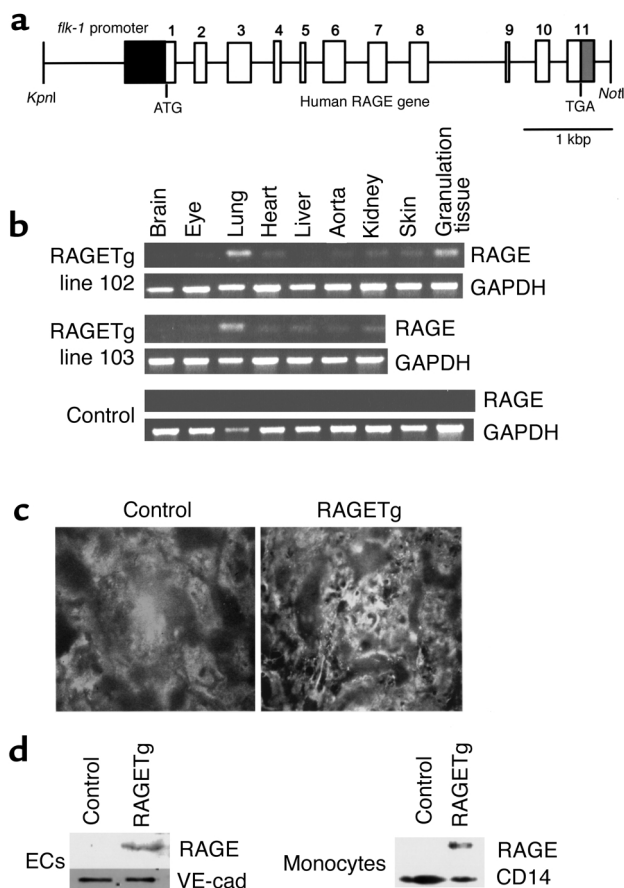 a
flk-1 promoter
1 2 3 4 5 6 7 8 9 10 11
KpnI
ATG
Human RAGE gene
TGA
NotI
1 kbp
b
Brain
Eye
Lung
Heart
Liver
Aorta
Kidney
Skin
Granulation
tissue
RAGETg
line 102
RAGE
GAPDH
RAGETg
line 103
RAGE
GAPDH
Control
RAGE
GAPDH
c
Control
RAGETg
d
Control
RAGETg
ECs
RAGE
VE-cad
Control
RAGETg
Monocytes
RAGE
CD14